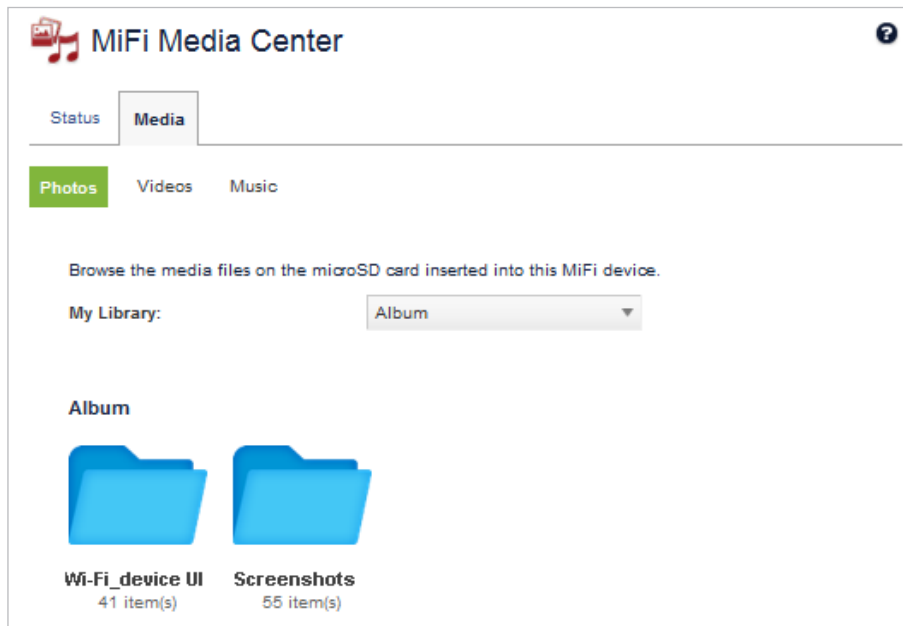 MiFi Media Center
?
Status Media
Photos Videos Music
Browse the media files on the microSD card inserted into this MiFi device.
My Library: Album
Album
Wi-Fi_device UI Screenshots
41 item(s) 55 item(s)